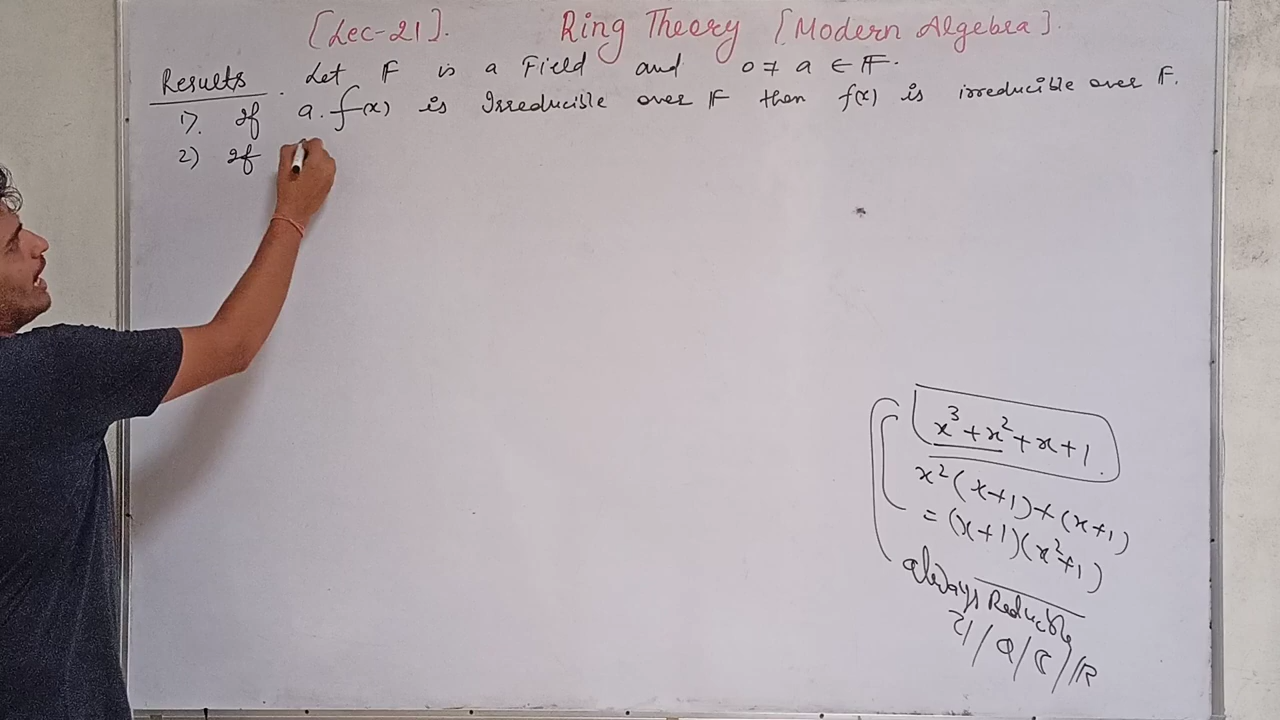 [Lec-21]. Ring Theory [Modern Algebra].
Results. Let F is a Field and 0 ≠ a ∈ F.
1). If a.f(x) is Irreducible over F then f(x) is irreducible over F.
2) If
x³+x²+x+1.
x²(x+1)+(x+1)
=(x+1)(x²+1)
always Reducible
Z/Q/C/R